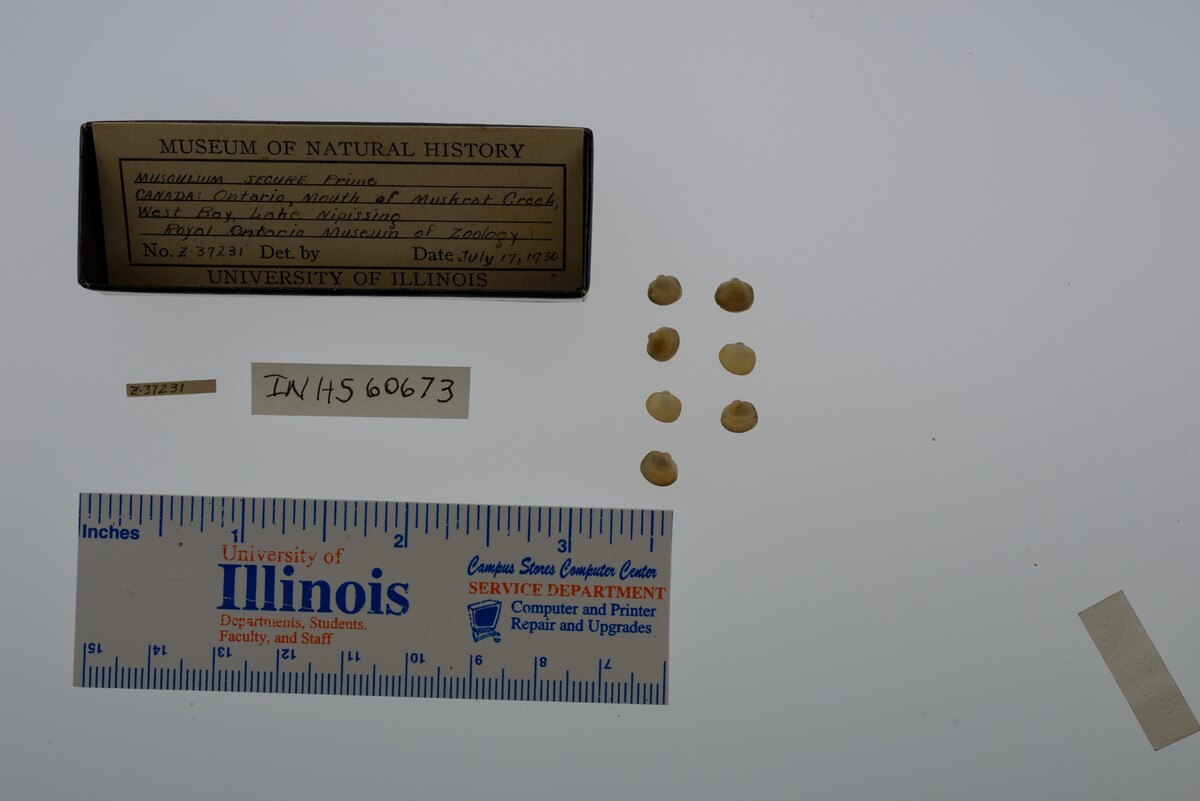 MUSEUM OF NATURAL HISTORY
MUSCULIUM SECURE Prime
CANADA: Ontario, Mouth of Muskrat Creek,
West Bay, Lake Nipissing
Royal Ontario Museum of Zoology
No. Z-37231 Det. by Date July 17, 1930
UNIVERSITY OF ILLINOIS
Z-37231
INHS 60673
Inches 1 2 3
University of
Illinois
Departments, Students.
Faculty, and Staff
Campus Stores Computer Center
SERVICE DEPARTMENT
Computer and Printer
Repair and Upgrades
15 14 13 12 11 10 9 8 7